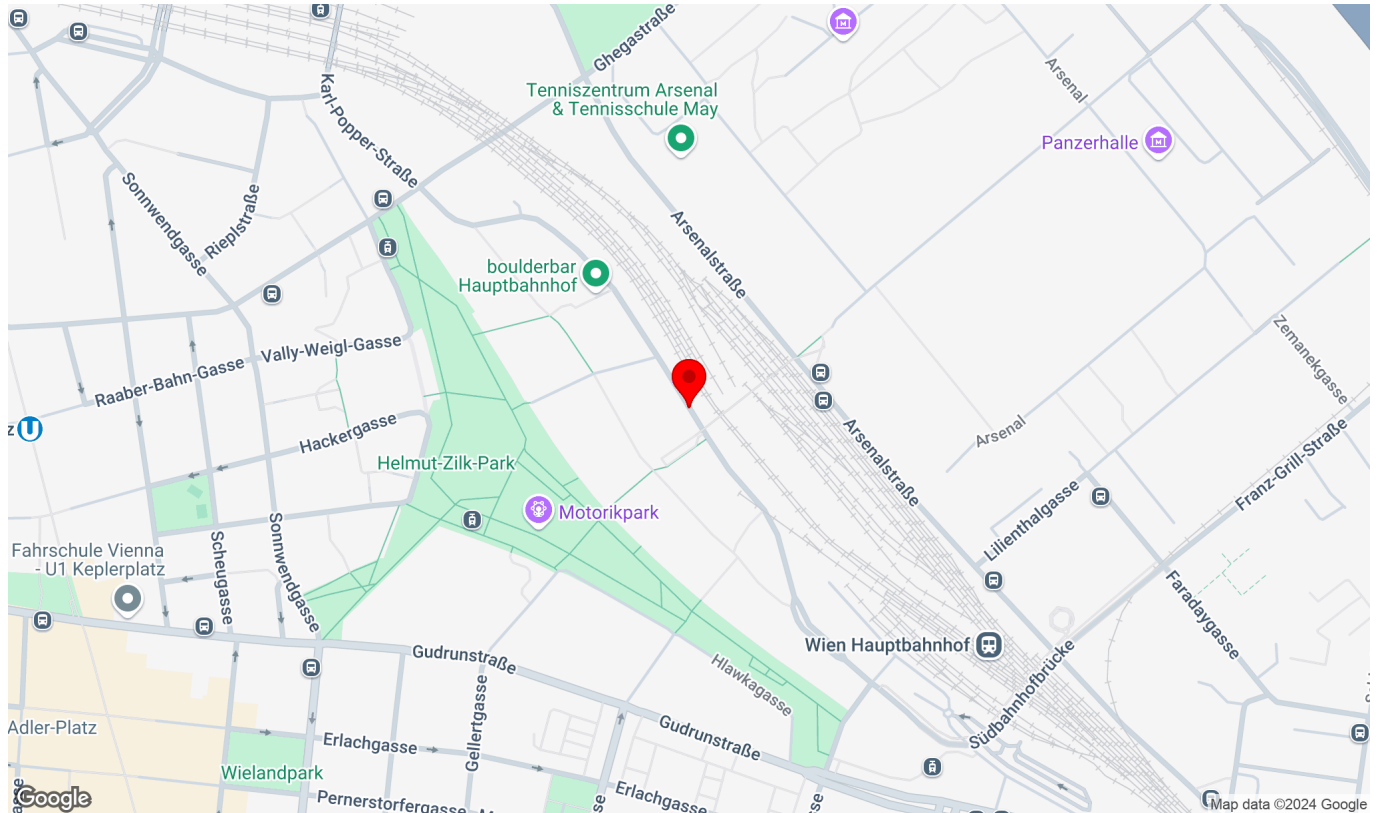 Ghegastraße
Karl-Popper-Straße
Tenniszentrum Arsenal
& Tennisschule May
Arsenal
Panzerhalle
Sonnwendgasse
Rieplstraße
Arsenalstraße
boulderbar
Hauptbahnhof
Zemanekgasse
Vally-Weigl-Gasse
Raaber-Bahn-Gasse
Hackergasse
z
U
Helmut-Zilk-Park
Arsenal
Arsenalstraße
Franz-Grill-Straße
Motorikpark
Lilienthalgasse
Fahrschule Vienna
- U1 Keplerplatz
Scheugasse
Sonnwendgasse
Faradaygasse
Gudrunstraße
Wien Hauptbahnhof
Hlawkagasse
Südbahnhofbrücke
Adler-Platz
Gellertgasse
Gudrunstraße
Erlachgasse
Wielandpark
Erlachgasse
Pernerstorfergasse
asse
se
sse
Google
Map data ©2024 Google